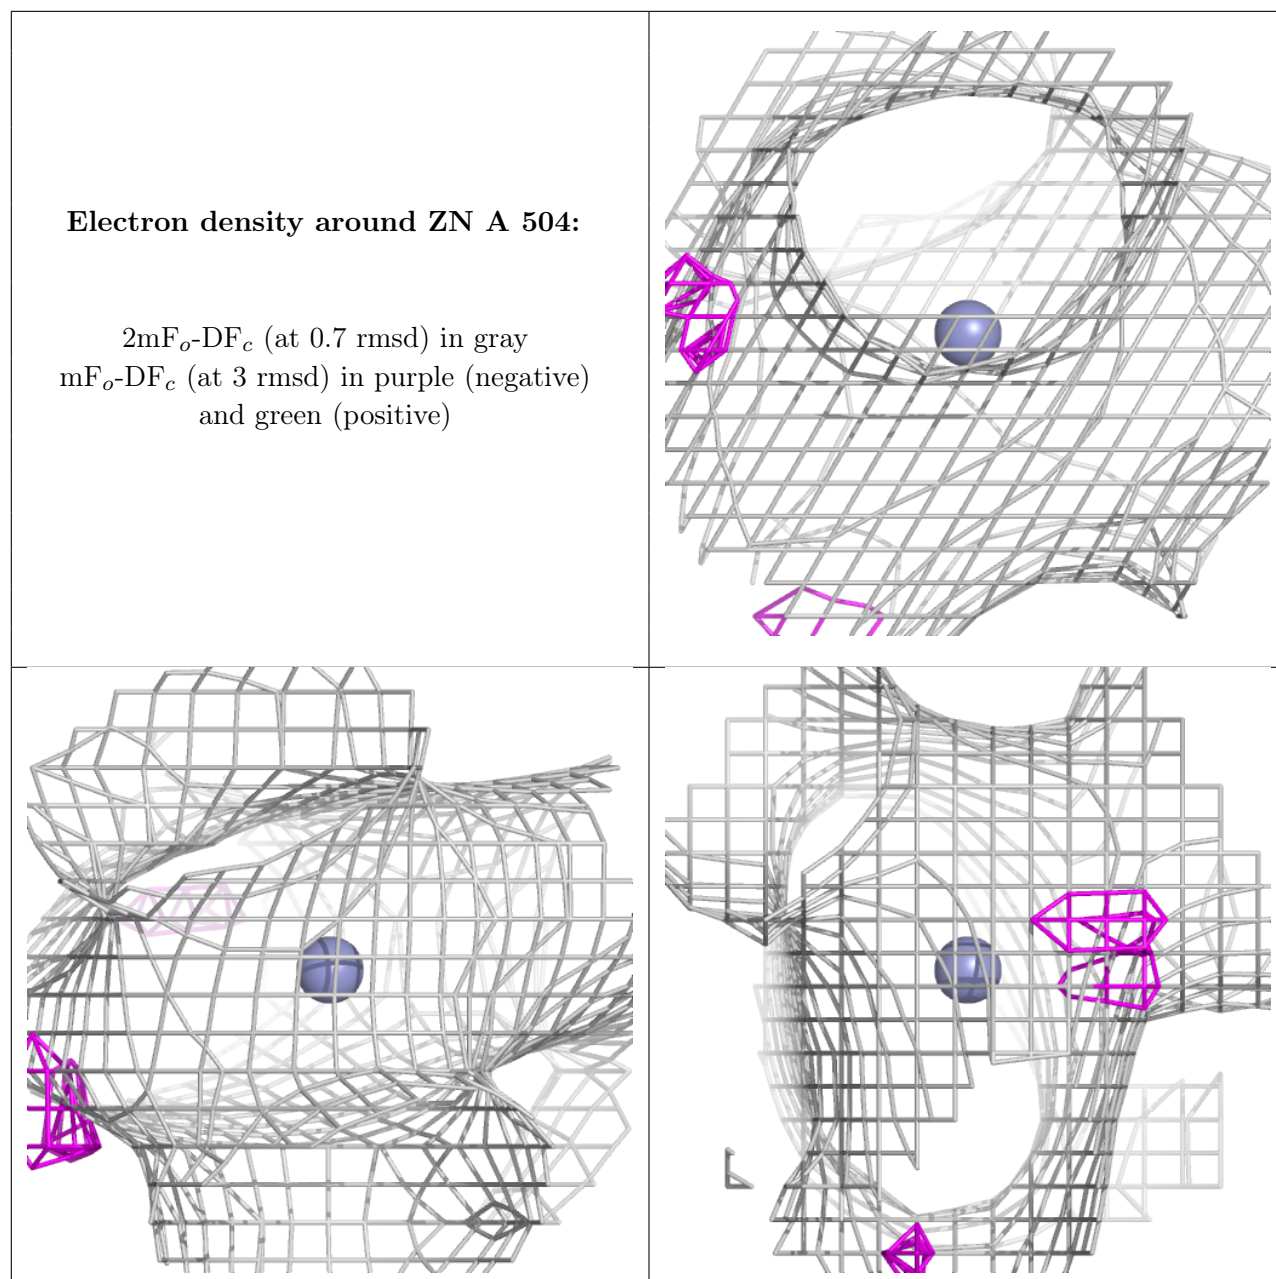 Electron density around ZN A 504:
2mFo-DFc (at 0.7 rmsd) in gray
mFo-DFc (at 3 rmsd) in purple (negative)
and green (positive)